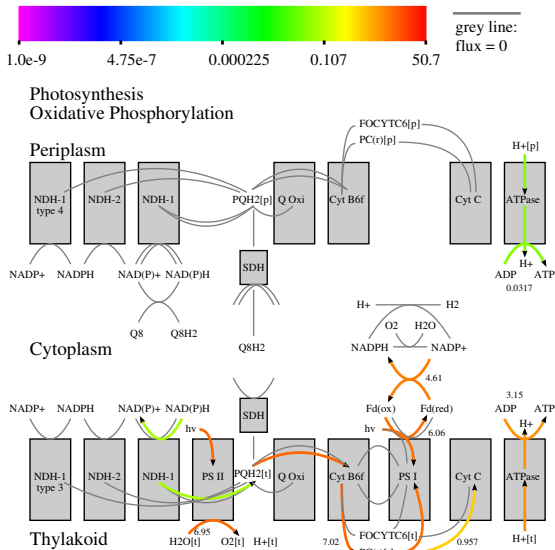 grey line:
flux = 0
1.0e-9 4.75e-7 0.000225 0.107 50.7
Photosynthesis
Oxidative Phosphorylation
Periplasm
FOCYTC6[p]
PC(r)[p]
H+[p]
NDH-1
type 4
NDH-2
NDH-1
PQH2[p]
Q Oxi
Cyt B6f
Cyt C
ATPase
NADP+ NADPH NAD(P)+ NAD(P)H
SDH
H+
ADP ATP
0.0317
Q8 Q8H2
Q8H2
H+ H2
O2 H2O
NADPH NADP+
Cytoplasm
4.61
3.15
NADP+ NADPH NAD(P)+ NAD(P)H
SDH
Fd(ox) Fd(red)
ADP ATP
hv
hv
6.06
H+
NDH-1
type 3
NDH-2
NDH-1
PS II
PQH2[t]
Q Oxi
Cyt B6f
PS I
Cyt C
ATPase
6.95
H2O[t] O2[t] H+[t]
7.02
FOCYTC6[t]
0.957
H+[t]
Thylakoid